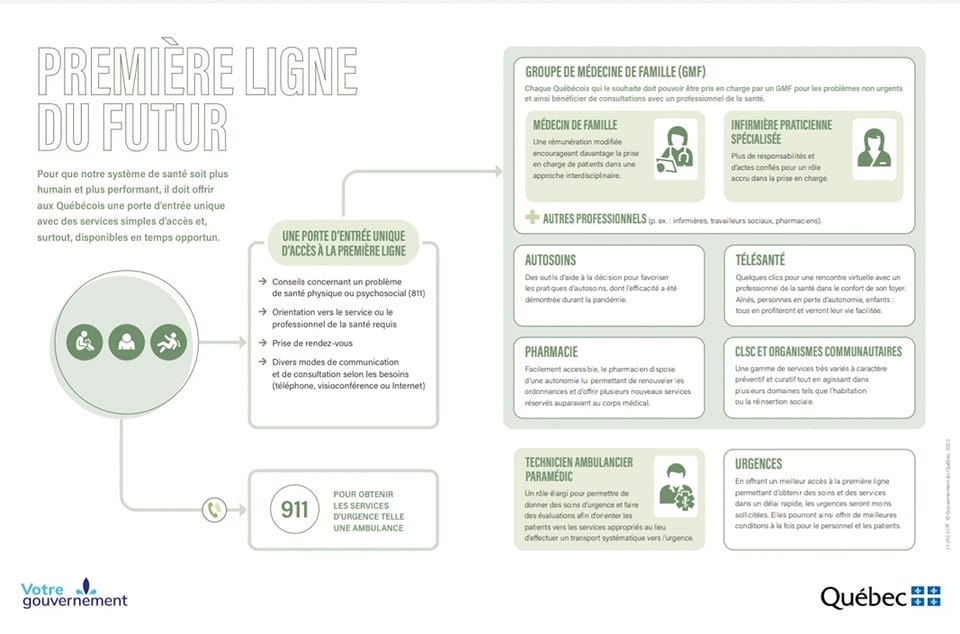 PREMIÈRE LIGNE
DU FUTUR
Pour que notre système de santé soit plus
humain et plus performant, il doit offrir
aux Québécois une porte d'entrée unique
avec des services simples d'accès et,
surtout, disponibles en temps opportun.
UNE PORTE D'ENTRÉE UNIQUE
D'ACCÈS À LA PREMIÈRE LIGNE
→ Conseils concernant un problème
de santé physique ou psychosocial (811)
→ Orientation vers le service ou le
professionnel de la santé requis
→ Prise de rendez-vous
→ Divers modes de communication
et de consultation selon les besoins
(téléphone, visioconférence ou Internet)
911
POUR OBTENIR
LES SERVICES
D'URGENCE TELLE
UNE AMBULANCE
GROUPE DE MÉDECINE DE FAMILLE (GMF)
Chaque Québécois qui le souhaite doit pouvoir être pris en charge par un GMF pour les problèmes non urgents
et ainsi bénéficier de consultations avec un professionnel de la santé.
MÉDECIN DE FAMILLE
Une rémunération modifiée
encourageant davantage la prise
en charge de patients dans une
approche interdisciplinaire.
INFIRMIÈRE PRATICIENNE
SPÉCIALISÉE
Plus de responsabilités et
d'actes confiés pour un rôle
accru dans la prise en charge.
+ AUTRES PROFESSIONNELS (p. ex. : infirmières, travailleurs sociaux, pharmaciens).
AUTOSOINS
Des outils d'aide à la décision pour favoriser
les pratiques d'autosoins, dont l'efficacité a été
démontrée durant la pandémie.
TÉLÉSANTÉ
Quelques clics pour une rencontre virtuelle avec un
professionnel de la santé dans le confort de son foyer.
Aînés, personnes en perte d'autonomie, enfants :
tous en profiteront et verront leur vie facilitée.
PHARMACIE
Facilement accessible, le pharmacien dispose
d'une autonomie lui permettant de renouveler les
ordonnances et d'offrir plusieurs nouveaux services
réservés auparavant au corps médical.
CLSC ET ORGANISMES COMMUNAUTAIRES
Une gamme de services très variés à caractère
préventif et curatif tout en agissant dans
plusieurs domaines tels que l'habitation
ou la réinsertion sociale.
TECHNICIEN AMBULANCIER
PARAMÉDIC
Un rôle élargi pour permettre de
donner des soins d'urgence et faire
des évaluations afin d'orienter les
patients vers les services appropriés au lieu
d'effectuer un transport systématique vers l'urgence.
URGENCES
En offrant un meilleur accès à la première ligne
permettant d'obtenir des soins et des services
dans un délai rapide, les urgences seront moins
sollicitées. Elles pourront ainsi offrir de meilleures
conditions à la fois pour le personnel et les patients.
© Gouvernement du Québec, 2022
Votre
gouvernement
Québec